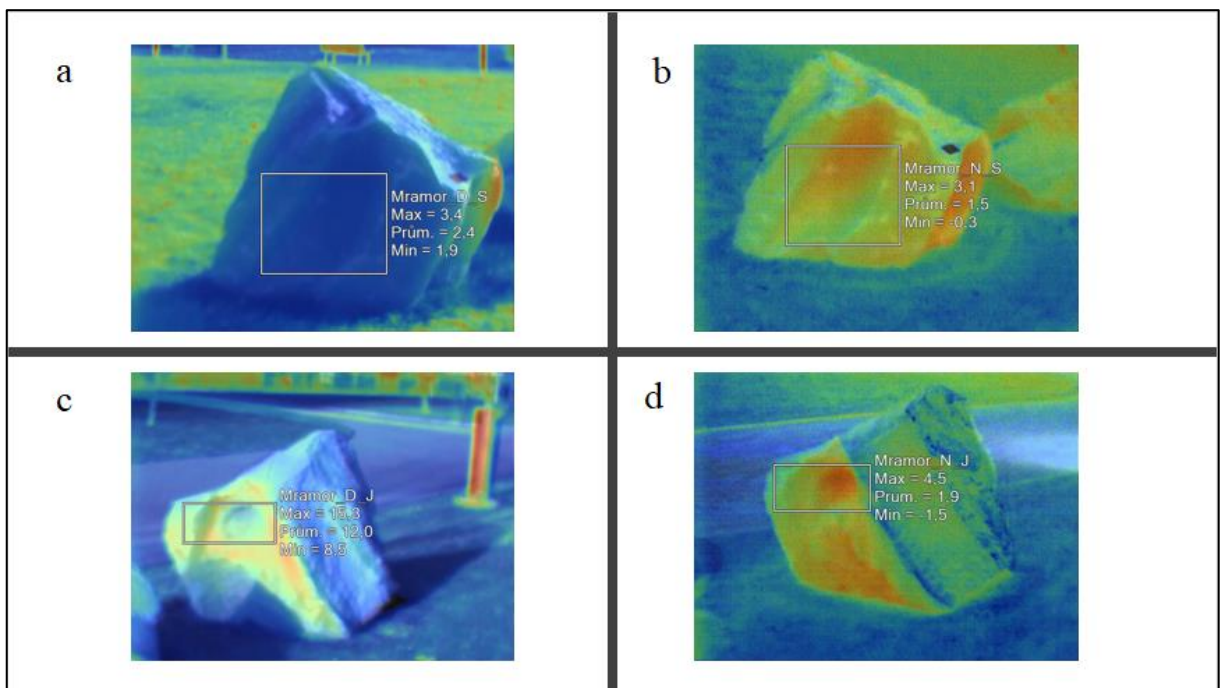 a
Mramor_D_S
Max = 3,4
Prům. = 2,4
Min = 1,9
b
Mramor_N_S
Max = 3,1
Prům. = 1,5
Min = -0,3
c
Mramor_D_J
Max = 15,3
Prům. = 12,0
Min = 8,5
d
Mramor_N_J
Max = 4,5
Prům. = 1,9
Min = -1,5